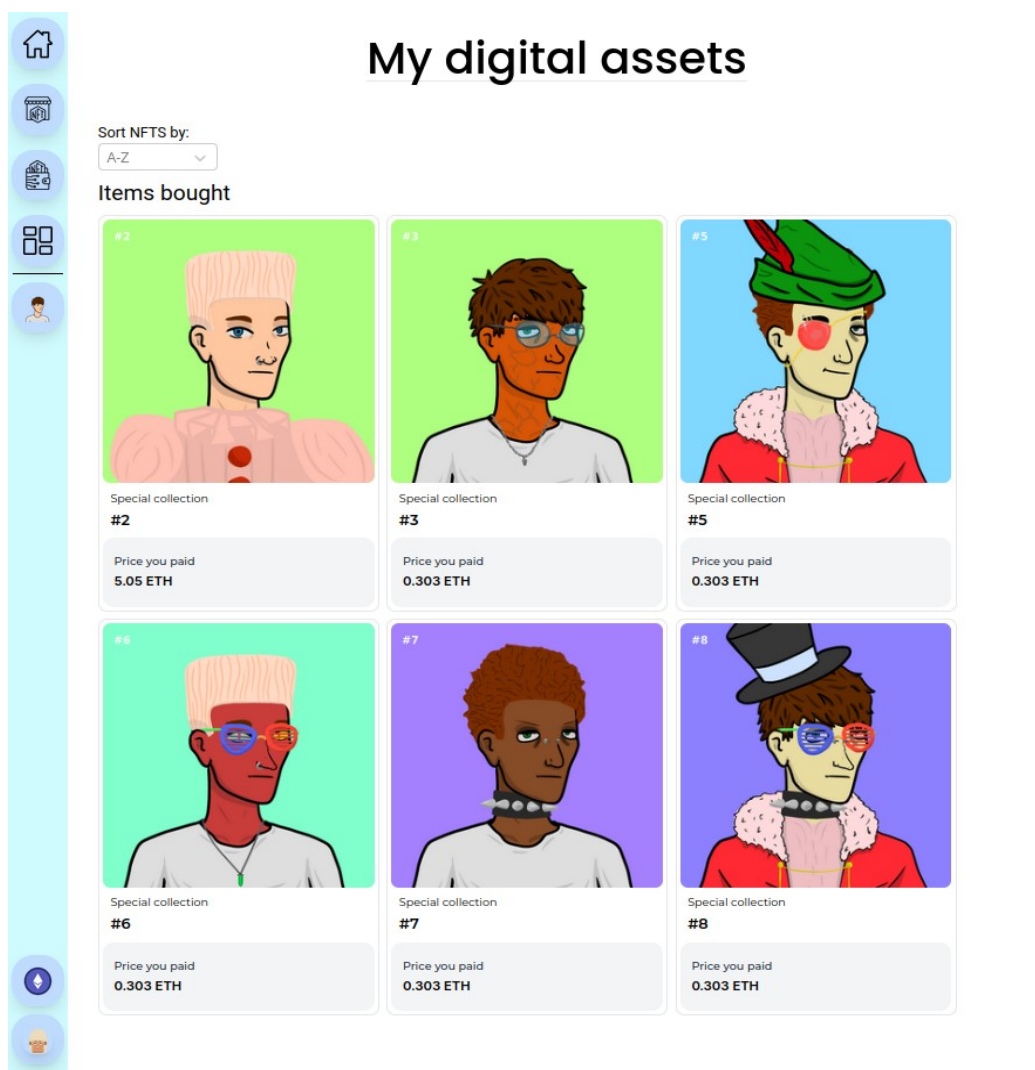 My digital assets
Sort NFTS by:
A-Z
Items bought
#2
#3
#5
Special collection
#2
Price you paid
5.05 ETH
Special collection
#3
Price you paid
0.303 ETH
Special collection
#5
Price you paid
0.303 ETH
#6
#7
#8
Special collection
#6
Price you paid
0.303 ETH
Special collection
#7
Price you paid
0.303 ETH
Special collection
#8
Price you paid
0.303 ETH
NFT
NFT